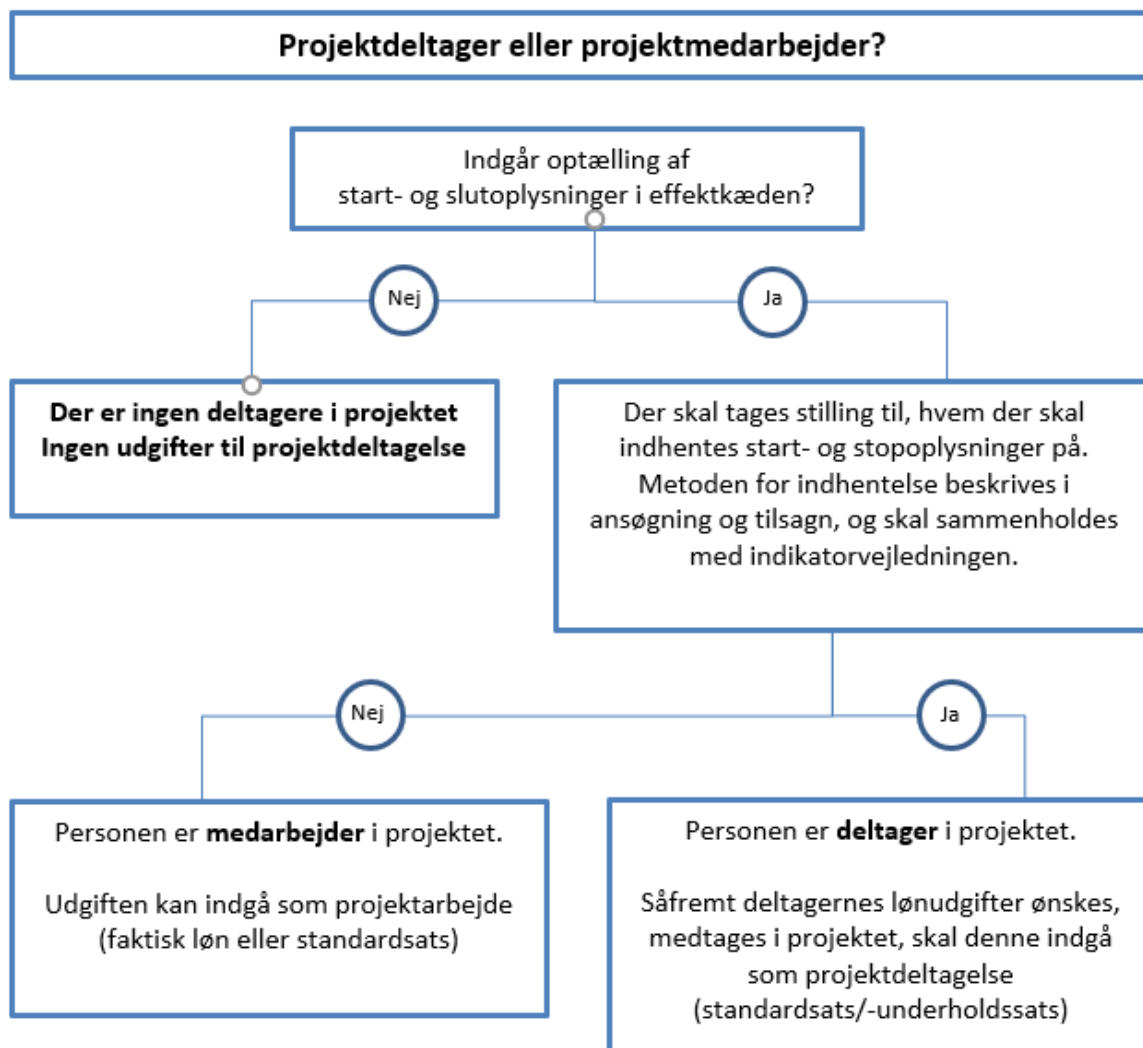 Projektdeltager eller projektmedarbejder?
Indgår optælling af
start- og slutoplysninger i effektkæden?
Nej
Ja
Der er ingen deltagere i projektet
Ingen udgifter til projektdeltagelse
Der skal tages stilling til, hvem der skal
indhentes start- og stopoplysninger på.
Metoden for indhentelse beskrives i
ansøgning og tilsagn, og skal sammenholdes
med indikatorvejledningen.
Nej
Ja
Personen er medarbejder i projektet.
Udgiften kan indgå som projektarbejde
(faktisk løn eller standardsats)
Personen er deltager i projektet.
Såfremt deltagernes lønudgifter ønskes,
medtages i projektet, skal denne indgå
som projektdeltagelse
(standardsats/-underholdssats)